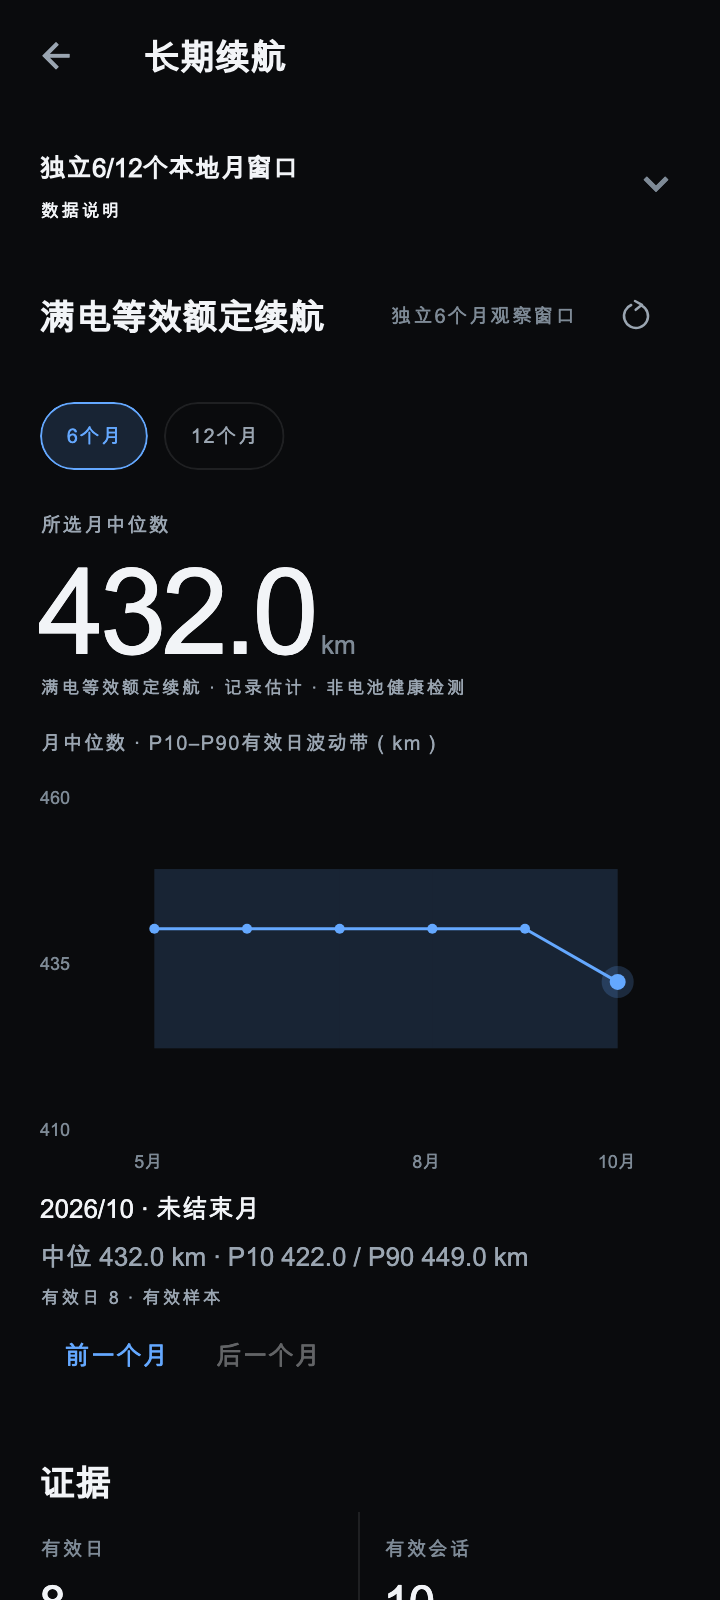 长期续航
独立6/12个本地月窗口
数据说明
满电等效额定续航
独立6个月观察窗口
6个月
12个月
所选月中位数
432.0 km
满电等效额定续航 · 记录估计 · 非电池健康检测
月中位数 · P10–P90有效日波动带 ( km )
460
435
410
5月
8月
10月
2026/10 · 未结束月
中位 432.0 km · P10 422.0 / P90 449.0 km
有效日 8 · 有效样本
前一个月
后一个月
证据
有效日
有效会话
8
10